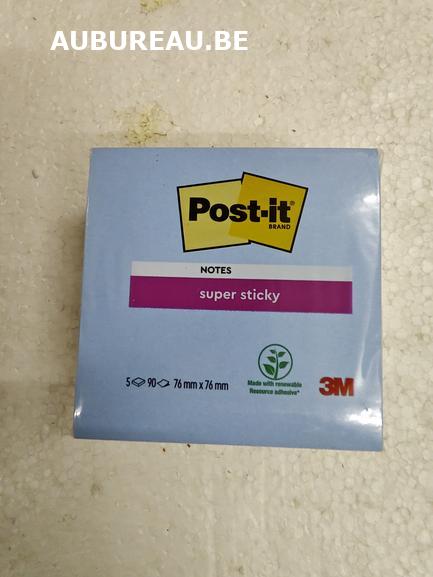 AUBUREAU.BE
Post-it®
BRAND
NOTES
super sticky
5 90 76 mm x 76 mm
Made with renewable
Resource adhesive*
3M